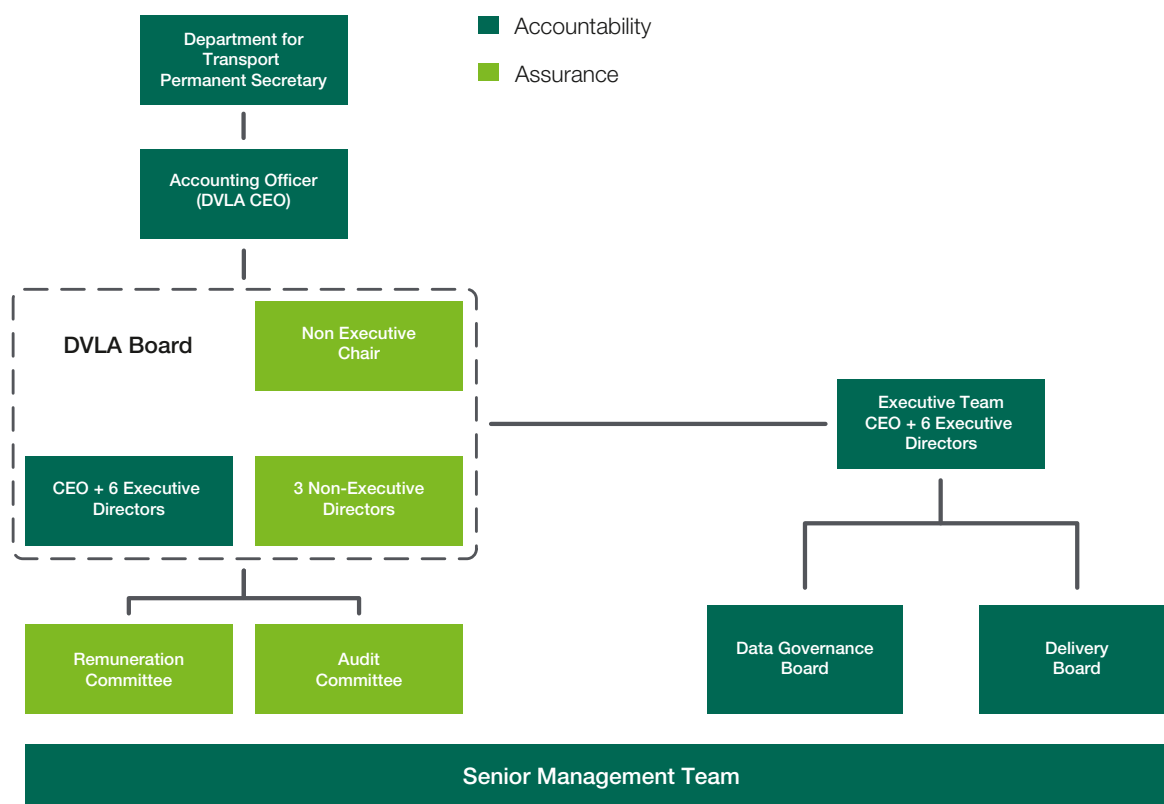 Department for
Transport
Permanent Secretary
Accountability
Assurance
Accounting Officer
(DVLA CEO)
DVLA Board
Non Executive
Chair
CEO + 6 Executive
Directors
3 Non-Executive
Directors
Executive Team
CEO + 6 Executive
Directors
Remuneration
Committee
Audit
Committee
Data Governance
Board
Delivery
Board
Senior Management Team